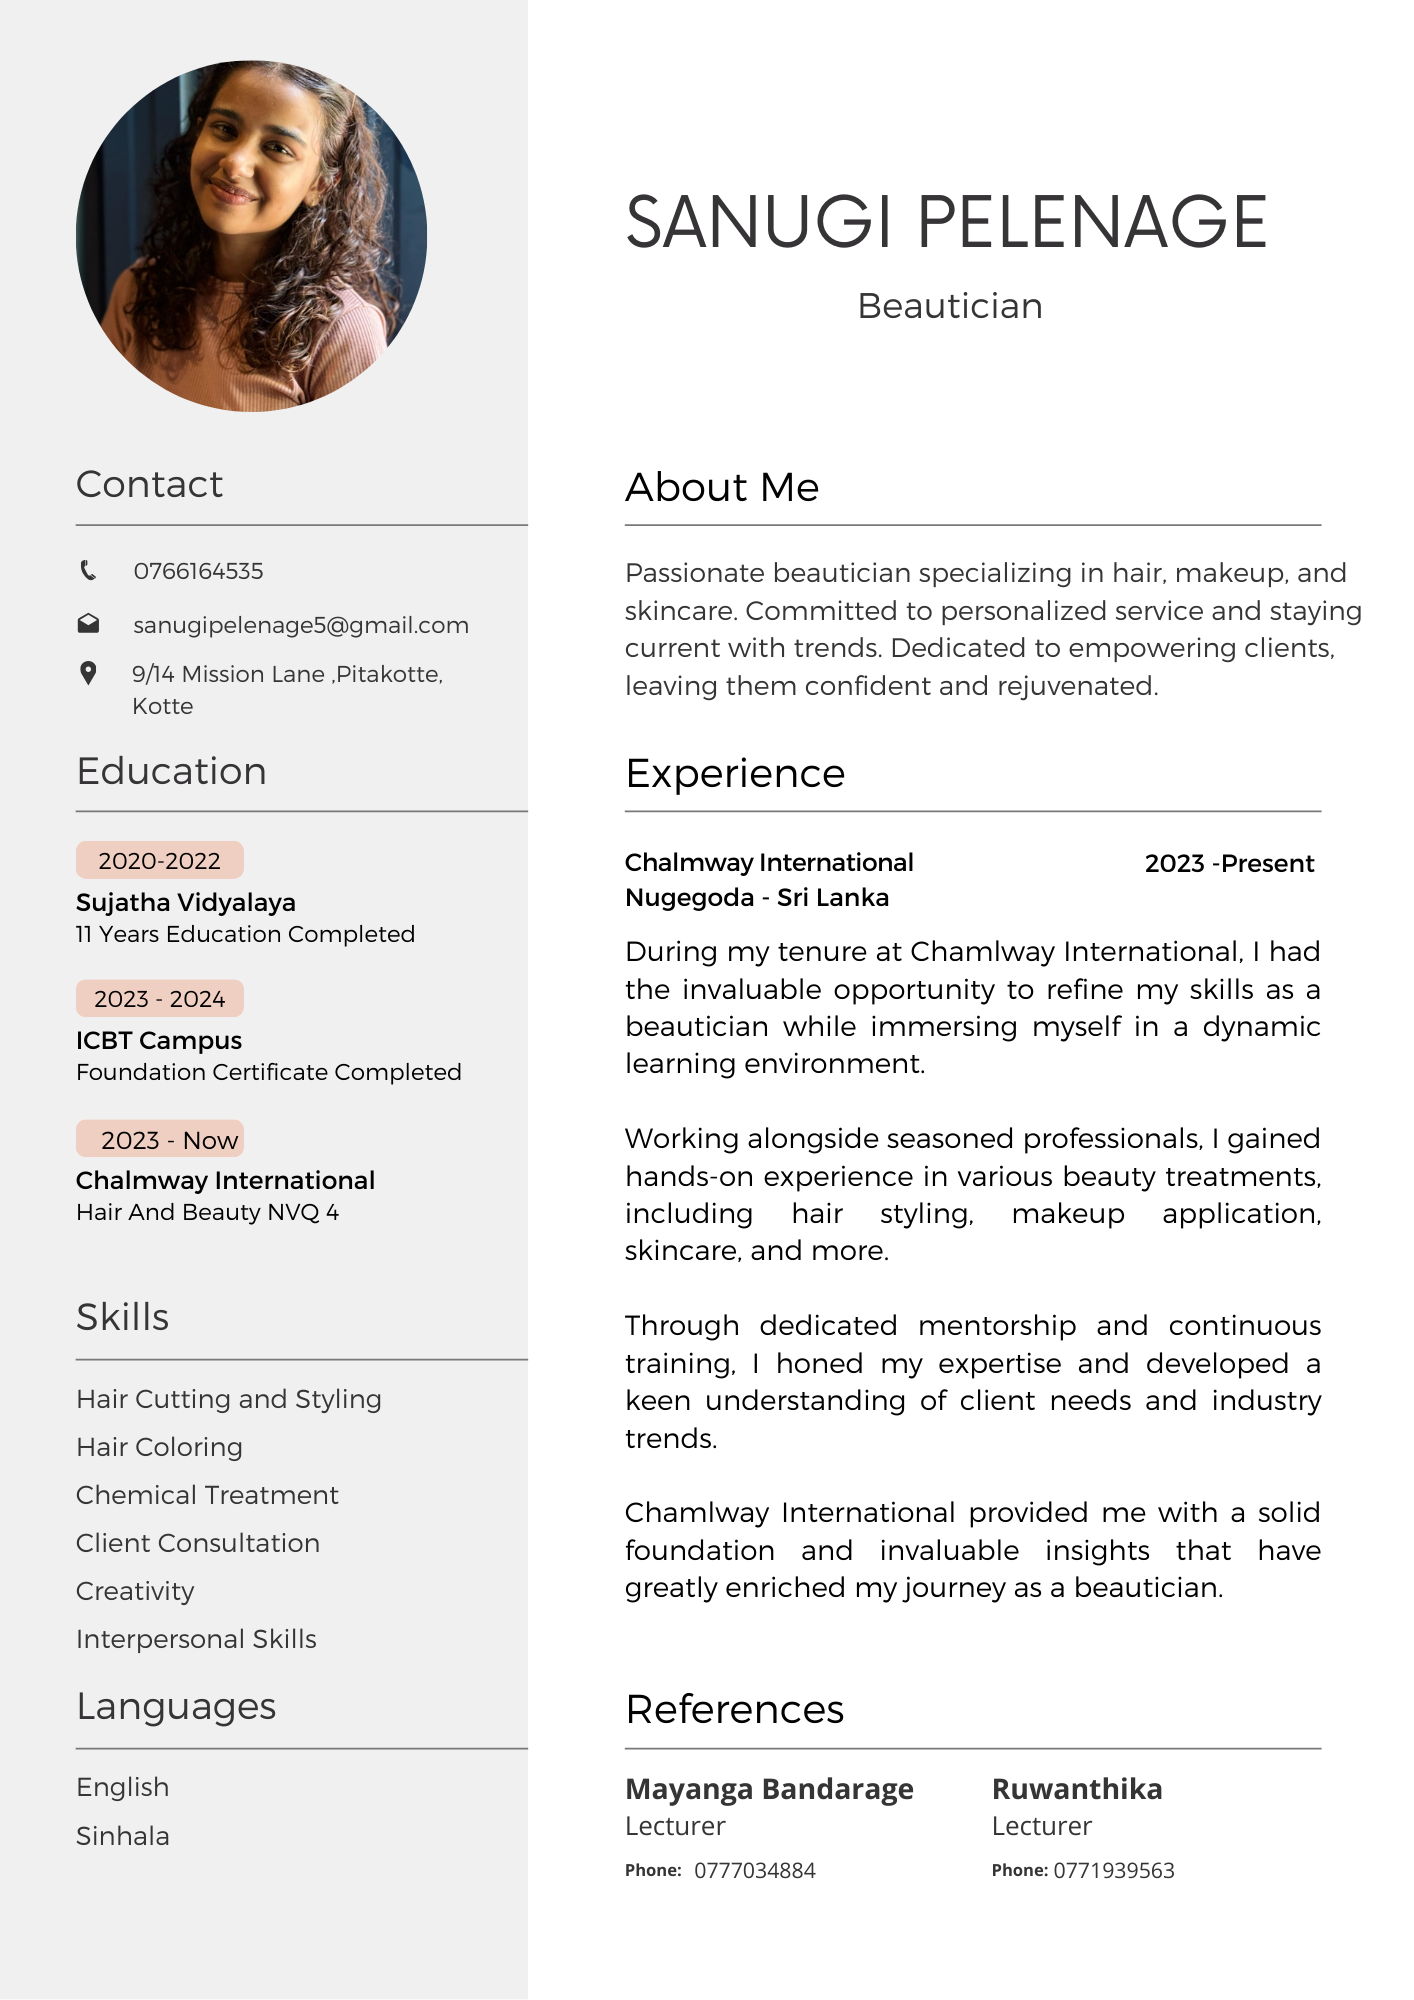 SANUGI PELENAGE
Beautician
Contact
0766164535
sanugipelenage5@gmail.com
9/14 Mission Lane ,Pitakotte,
Kotte
Education
2020-2022
Sujatha Vidyalaya
11 Years Education Completed
2023 - 2024
ICBT Campus
Foundation Certificate Completed
2023 - Now
Chalmway International
Hair And Beauty NVQ 4
Skills
Hair Cutting and Styling
Hair Coloring
Chemical Treatment
Client Consultation
Creativity
Interpersonal Skills
Languages
English
Sinhala
About Me
Passionate beautician specializing in hair, makeup, and
skincare. Committed to personalized service and staying
current with trends. Dedicated to empowering clients,
leaving them confident and rejuvenated.
Experience
Chalmway International 2023 -Present
Nugegoda - Sri Lanka
During my tenure at Chamlway International, I had
the invaluable opportunity to refine my skills as a
beautician while immersing myself in a dynamic
learning environment.
Working alongside seasoned professionals, I gained
hands-on experience in various beauty treatments,
including hair styling, makeup application,
skincare, and more.
Through dedicated mentorship and continuous
training, I honed my expertise and developed a
keen understanding of client needs and industry
trends.
Chamlway International provided me with a solid
foundation and invaluable insights that have
greatly enriched my journey as a beautician.
References
Mayanga Bandarage
Lecturer
Phone: 0777034884
Ruwanthika
Lecturer
Phone: 0771939563